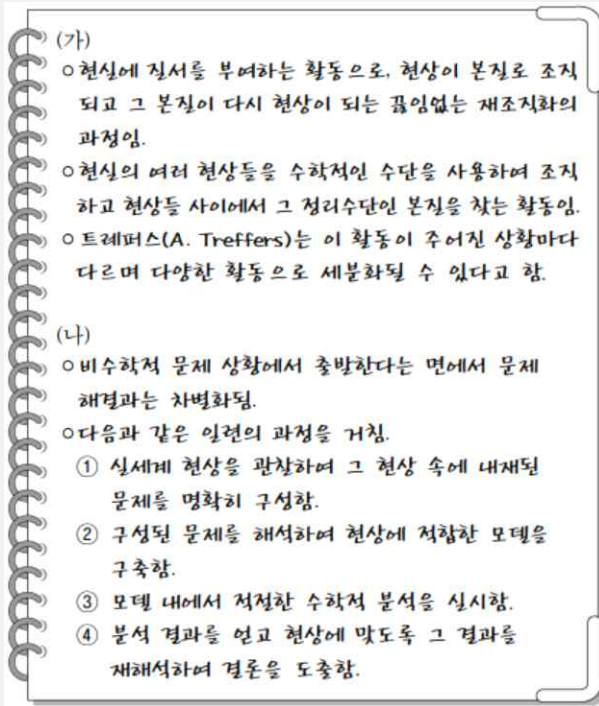 (가)
○현실에 질서를 부여하는 활동으로, 현상이 본질로 조직
되고 그 본질이 다시 현상이 되는 끊임없는 재조직화의
과정임.
○현실의 여러 현상들을 수학적인 수단을 사용하여 조직
하고 현상들 사이에서 그 정리수단인 본질을 찾는 활동임.
○트레퍼스(A. Treffers)는 이 활동이 주어진 상황마다
다르며 다양한 활동으로 세분화될 수 있다고 함.
(나)
○비수학적 문제 상황에서 출발한다는 면에서 문제
해결과는 차별화됨.
○다음과 같은 일련의 과정을 거침.
① 실세계 현상을 관찰하여 그 현상 속에 내재된
문제를 명확히 구성함.
② 구성된 문제를 해석하여 현상에 적합한 모델을
구축함.
③ 모델 내에서 적절한 수학적 분석을 실시함.
④ 분석 결과를 얻고 현상에 맞도록 그 결과를
재해석하여 결론을 도출함.